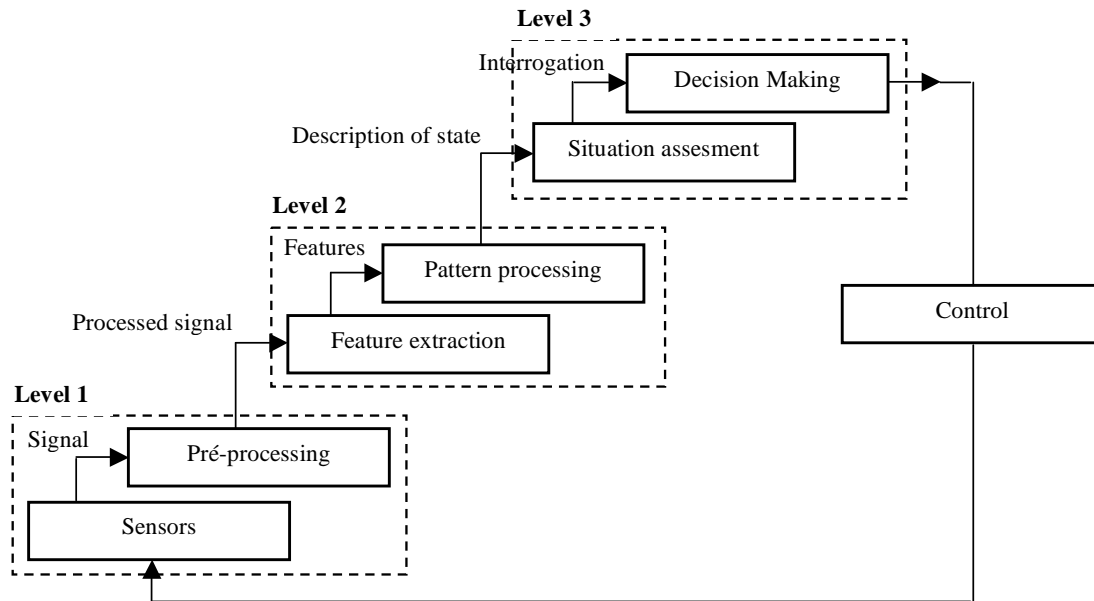 Level 3
Interrogation
Decision Making
Description of state
Situation assesment
Level 2
Features
Pattern processing
Processed signal
Feature extraction
Control
Level 1
Signal
Pré-processing
Sensors